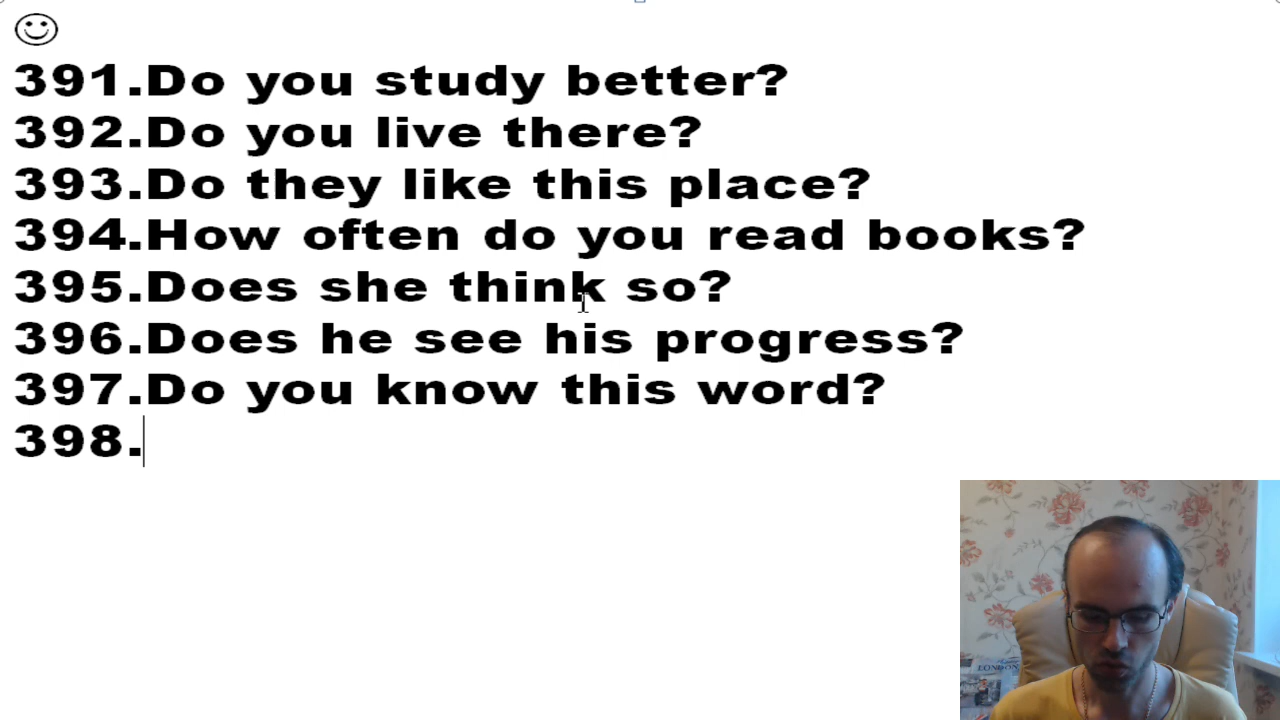 391.Do you study better?
392.Do you live there?
393.Do they like this place?
394.How often do you read books?
395.Does she think so?
396.Does he see his progress?
397.Do you know this word?
398.
LONDON